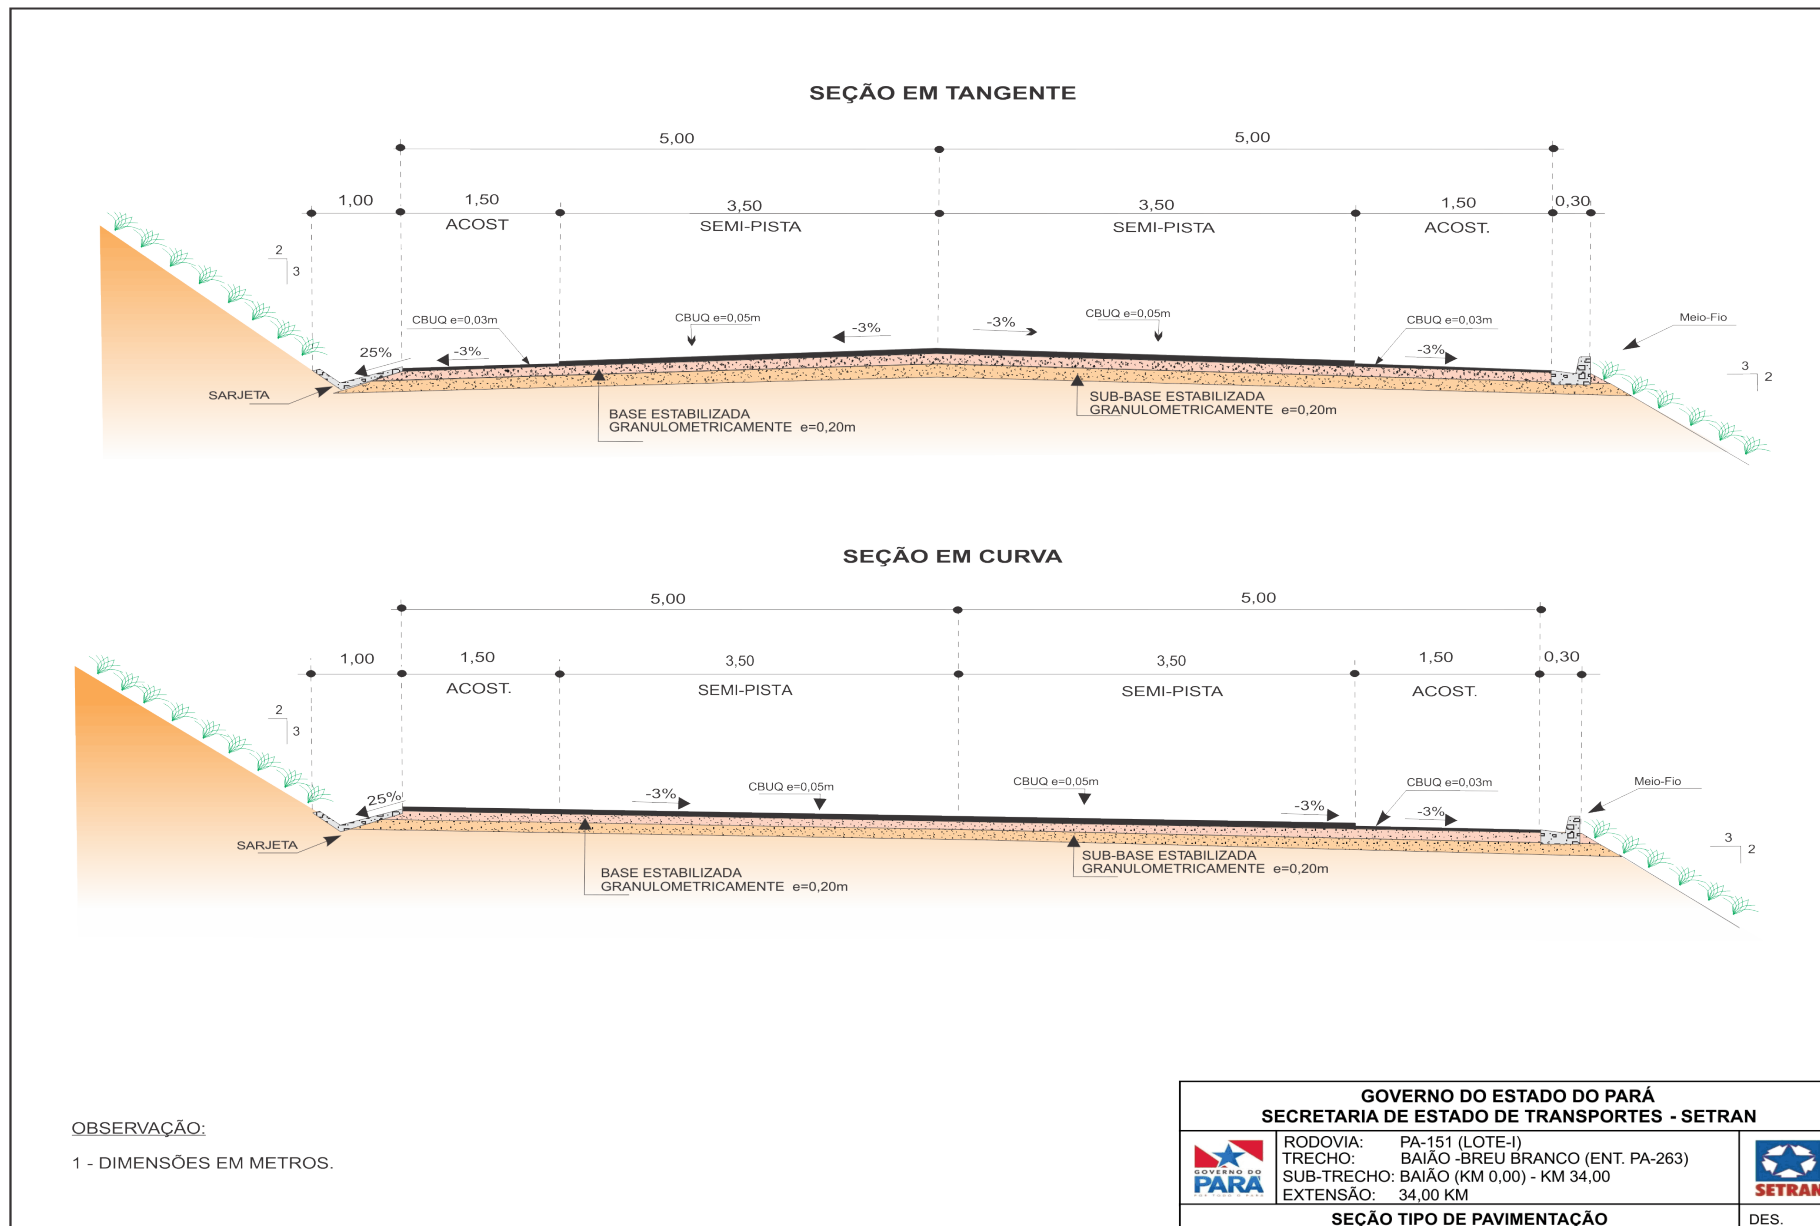 SEÇÃO EM TANGENTE
5,00
5,00
1,00
1,50
3,50
3,50
1,50
0,30
ACOST
SEMI-PISTA
SEMI-PISTA
ACOST.
2
3
CBUQ e=0,03m
CBUQ e=0,05m
-3%
-3%
CBUQ e=0,05m
CBUQ e=0,03m
Meio-Fio
25%
-3%
-3%
3
2
SARJETA
BASE ESTABILIZADA
GRANULOMETRICAMENTE e=0,20m
SUB-BASE ESTABILIZADA
GRANULOMETRICAMENTE e=0,20m
SEÇÃO EM CURVA
5,00
5,00
1,00
1,50
3,50
3,50
1,50
0,30
ACOST.
SEMI-PISTA
SEMI-PISTA
ACOST.
2
3
25%
-3%
CBUQ e=0,05m
CBUQ e=0,05m
-3%
CBUQ e=0,03m
-3%
Meio-Fio
3
2
SARJETA
BASE ESTABILIZADA
GRANULOMETRICAMENTE e=0,20m
SUB-BASE ESTABILIZADA
GRANULOMETRICAMENTE e=0,20m
OBSERVAÇÃO:
1 - DIMENSÕES EM METROS.
GOVERNO DO ESTADO DO PARÁ
SECRETARIA DE ESTADO DE TRANSPORTES - SETRAN
GOVERNO DO
PARÁ
RODOVIA: PA-151 (LOTE-I)
TRECHO: BAIÃO -BREU BRANCO (ENT. PA-263)
SUB-TRECHO: BAIÃO (KM 0,00) - KM 34,00
EXTENSÃO: 34,00 KM
SETRAN
SEÇÃO TIPO DE PAVIMENTAÇÃO
DES.